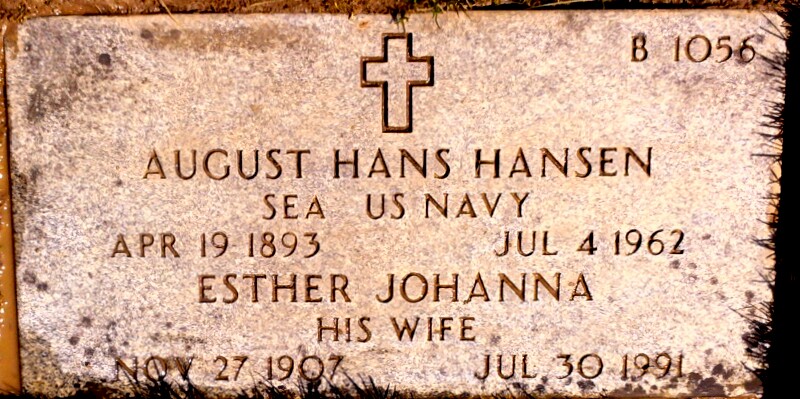 B 1056
AUGUST HANS HANSEN
SEA US NAVY
APR 19 1893 JUL 4 1962
ESTHER JOHANNA
HIS WIFE
NOV 27 1907 JUL 30 1991